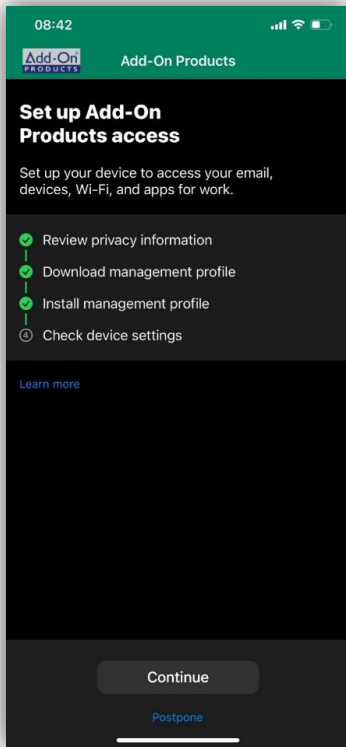 08:42
Add-On®
PRODUCTS
Add-On Products
Set up Add-On
Products access
Set up your device to access your email,
devices, Wi-Fi, and apps for work.
Review privacy information
Download management profile
Install management profile
4 Check device settings
Learn more
Continue
Postpone